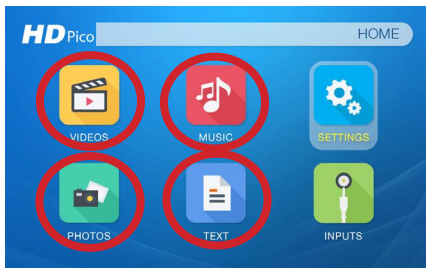 HD Pico
HOME
VIDEOS
MUSIC
SETTINGS
PHOTOS
TEXT
INPUTS